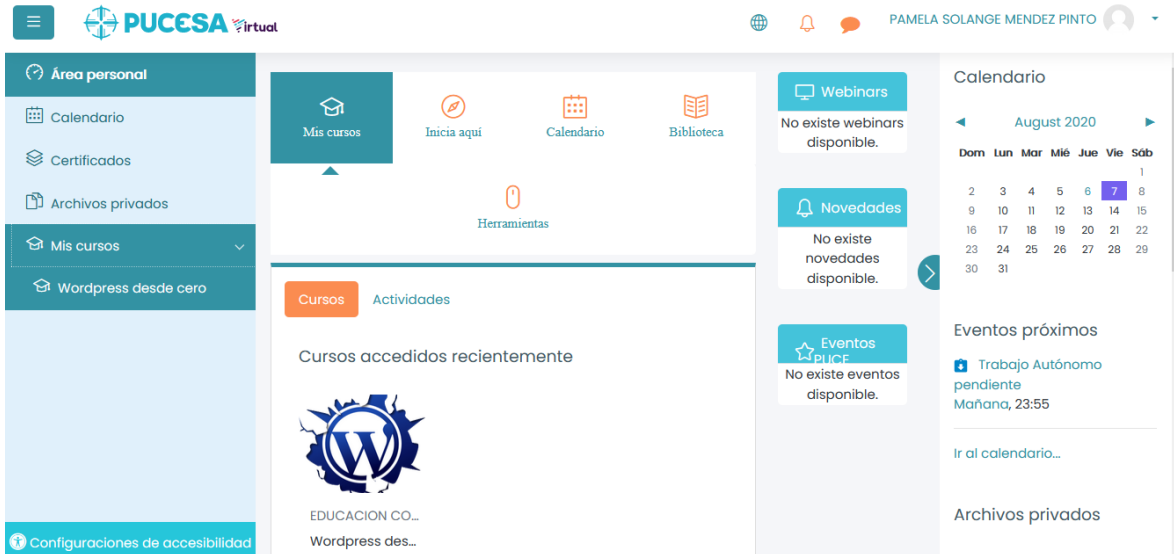 PUCESA Virtual
PAMELA SOLANGE MENDEZ PINTO
Área personal
Calendario
Certificados
Archivos privados
Mis cursos
Wordpress desde cero
Configuraciones de accesibilidad
Mis cursos
Inicia aquí
Calendario
Biblioteca
Herramientas
Cursos
Actividades
Cursos accedidos recientemente
W
EDUCACION CO...
Wordpress des...
Webinars
No existe webinars
disponible.
Novedades
No existe
novedades
disponible.
Eventos
PUCE
No existe eventos
disponible.
Calendario
◄ August 2020 ►
Dom Lun Mar Mié Jue Vie Sáb
1
2 3 4 5 6 7 8
9 10 11 12 13 14 15
16 17 18 19 20 21 22
23 24 25 26 27 28 29
30 31
Eventos próximos
Trabajo Autónomo
pendiente
Mañana, 23:55
Ir al calendario...
Archivos privados